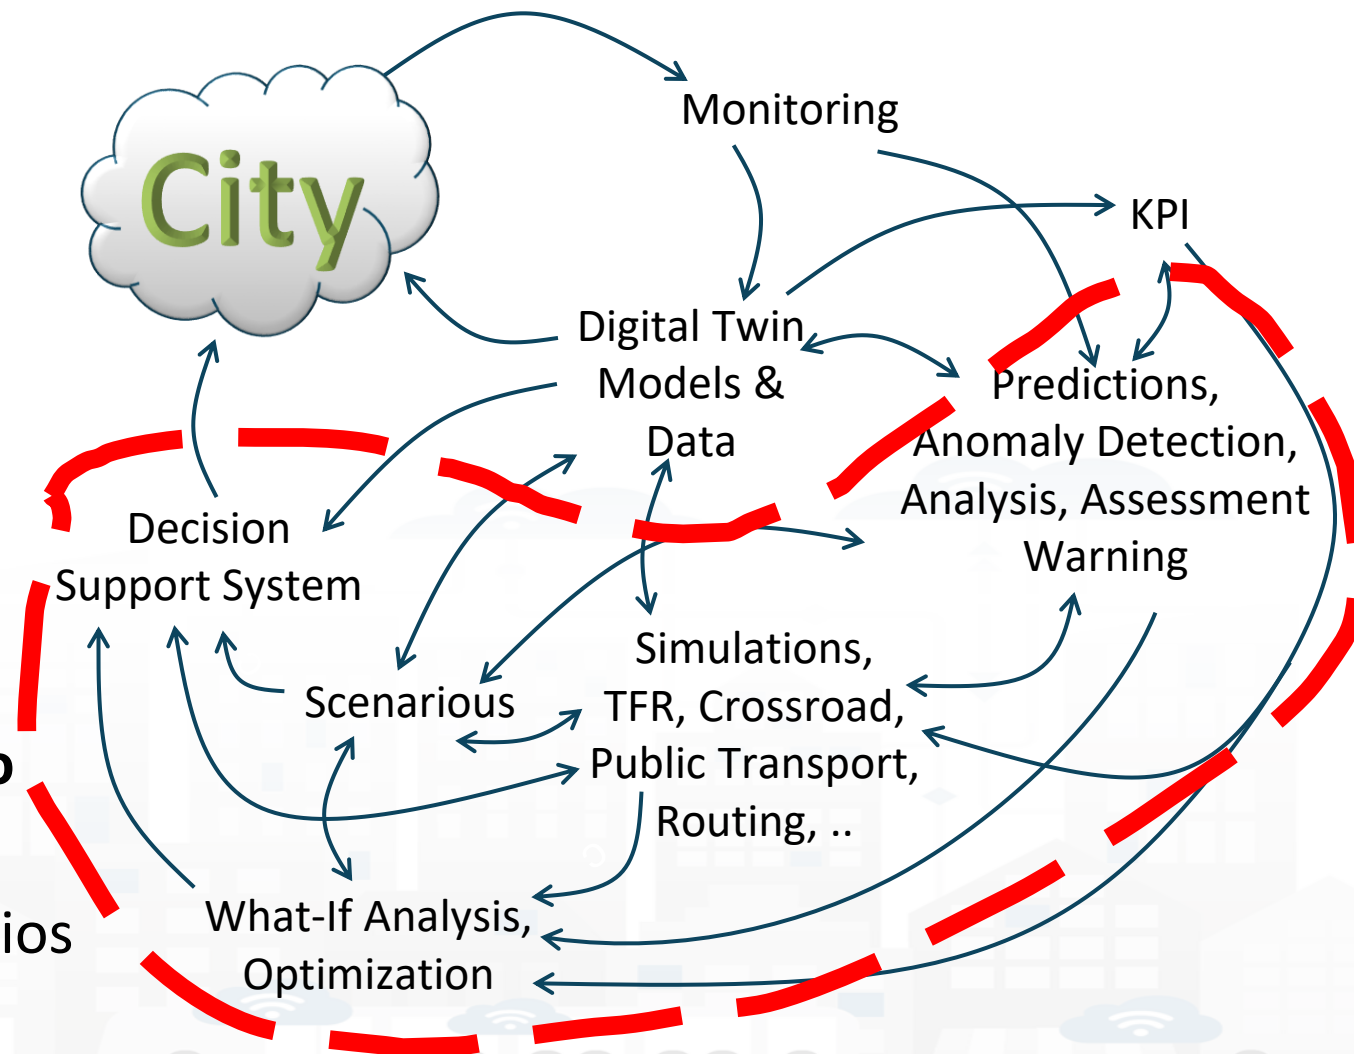 Monitoring
City
KPI
Digital Twin
Models &
Data
Predictions,
Anomaly Detection,
Analysis, Assessment
Warning
Decision
Support System
Simulations,
TFR, Crossroad,
Public Transport,
Routing, ..
Scenarious
ios
What-If Analysis,
Optimization